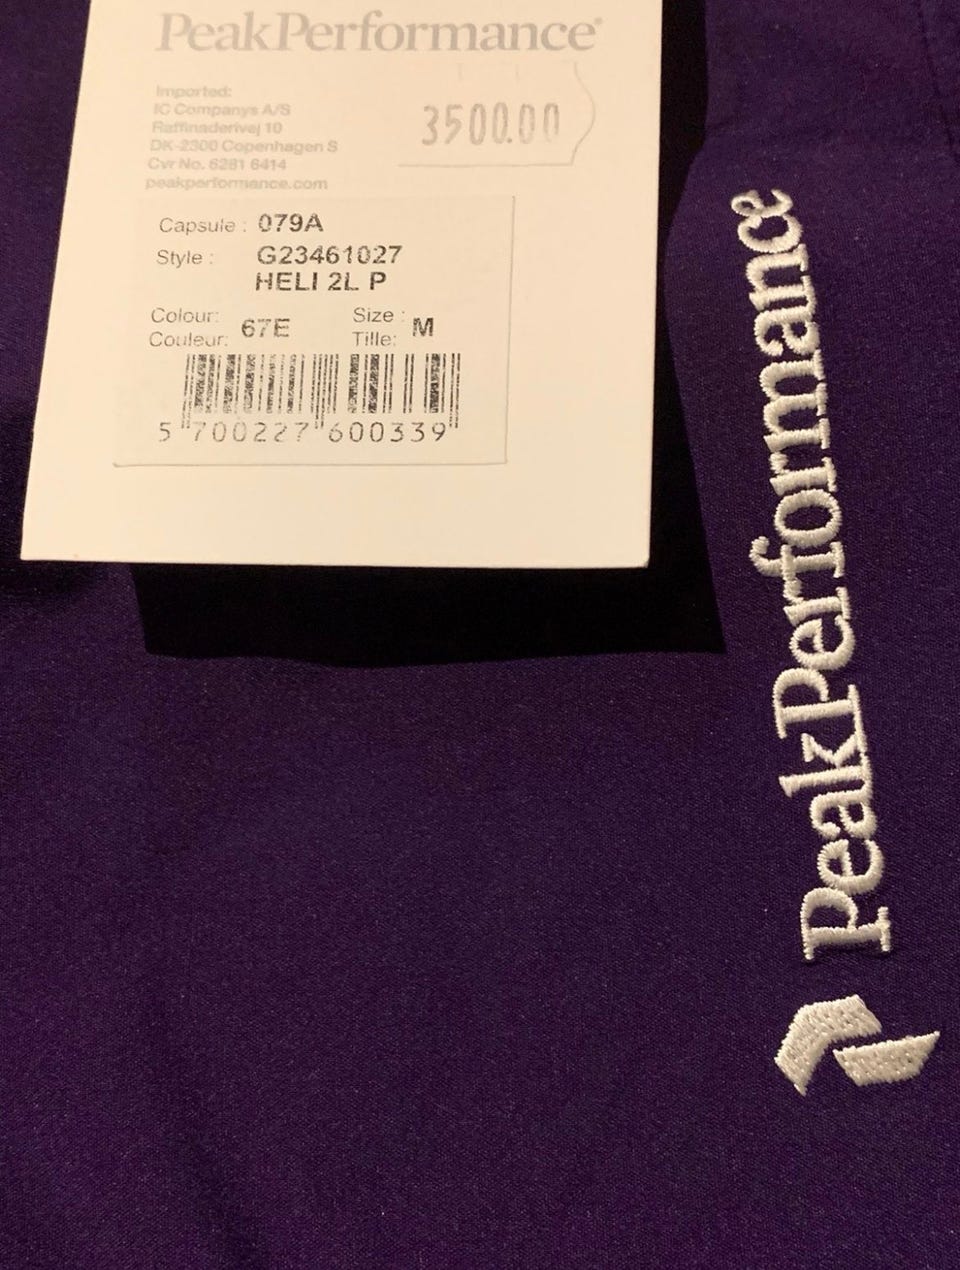 PeakPerformance®
Imported:
IC Companys A/S
Raffinaderivej 10
DK-2300 Copenhagen S
Cvr No. 6281 6414
peakperformance.com
3500.00
Capsule : 079A
Style : G23461027
HELI 2L P
Colour:
Couleur: 67E
Size :
Tille: M
5 700227 600339
PeakPerformance